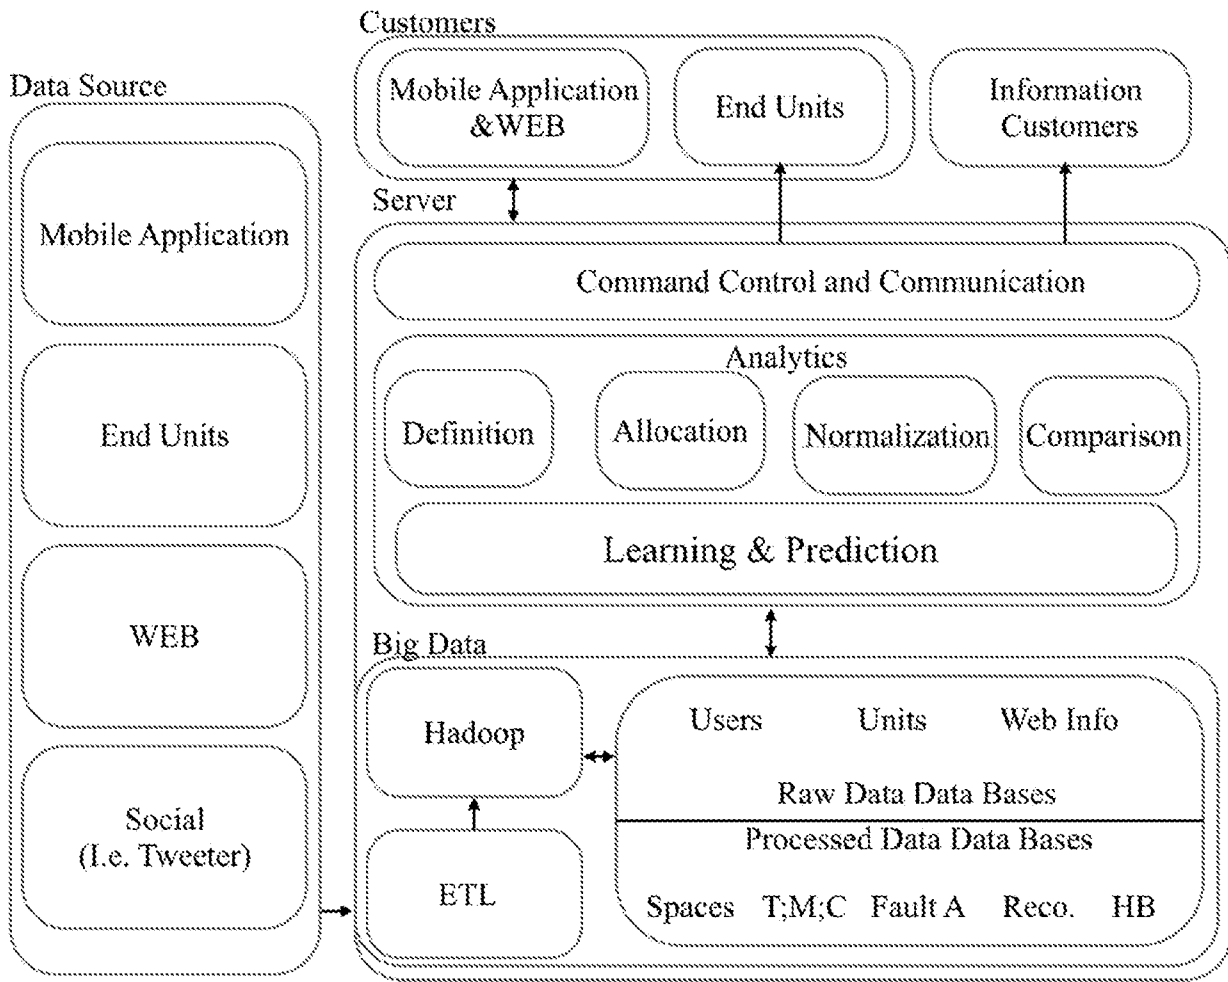 Data Source
Mobile Application
End Units
WEB
Social
(I.e. Tweeter)
Customers
Mobile Application
&WEB
End Units
Information
Customers
Server
Command Control and Communication
Analytics
Definition
Allocation
Normalization
Comparison
Learning & Prediction
Big Data
Hadoop
ETL
Users Units Web Info
Raw Data Data Bases
Processed Data Data Bases
Spaces T;M;C Fault A Reco. HB